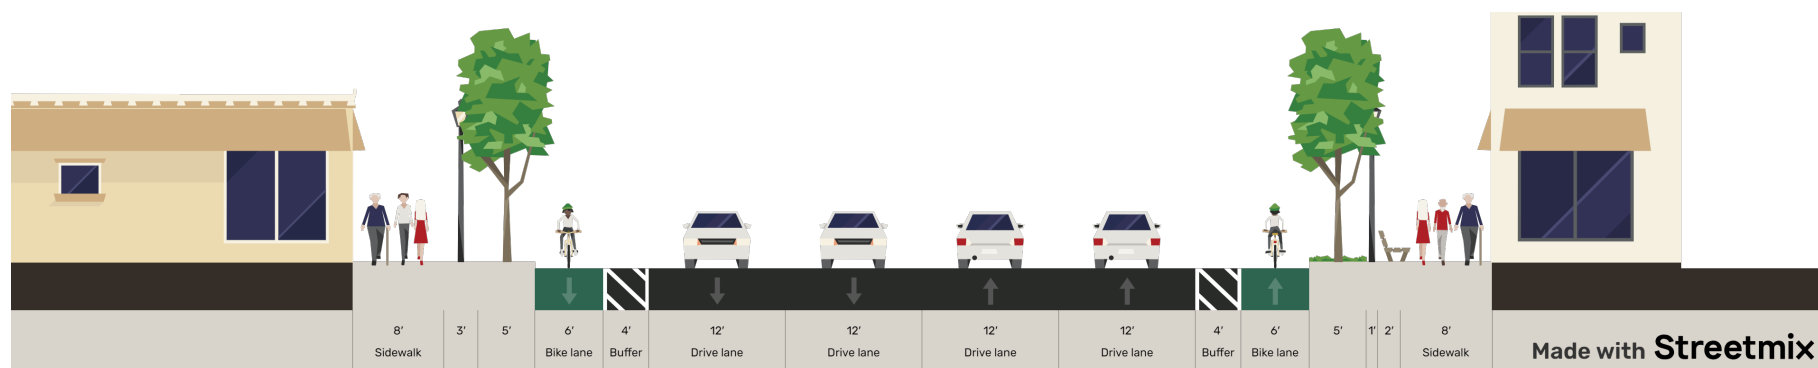 8' 3' 5' 6' 4' 12' 12' 12' 12' 4' 6' 5' 1' 2' 8'
Sidewalk Bike lane Buffer Drive lane Drive lane Drive lane Drive lane Buffer Bike lane Sidewalk
Made with Streetmix